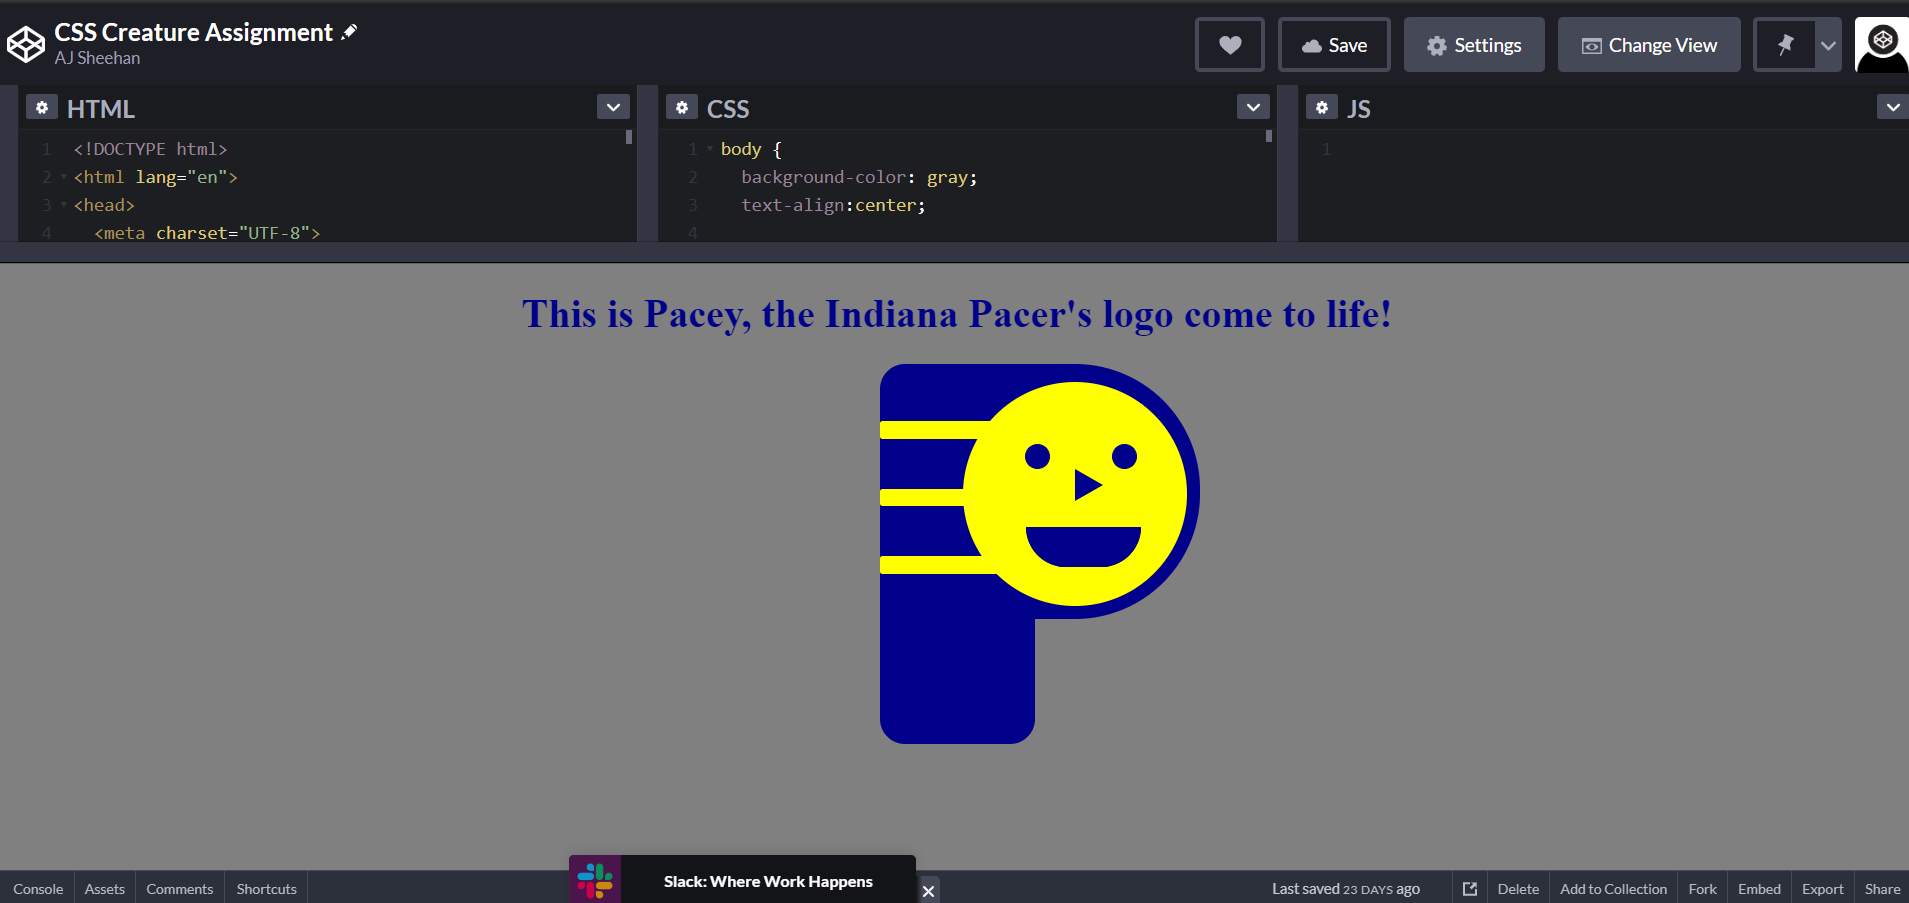 CSS Creature Assignment
AJ Sheehan
Save
Settings
Change View
HTML
1 <!DOCTYPE html>
2 <html lang="en">
3 <head>
4 <meta charset="UTF-8">
CSS
1 body {
2 background-color: gray;
3 text-align:center;
4
JS
1
This is Pacey, the Indiana Pacer's logo come to life!
Console Assets Comments Shortcuts
Slack: Where Work Happens
Last saved 23 DAYS ago
Delete Add to Collection Fork Embed Export Share